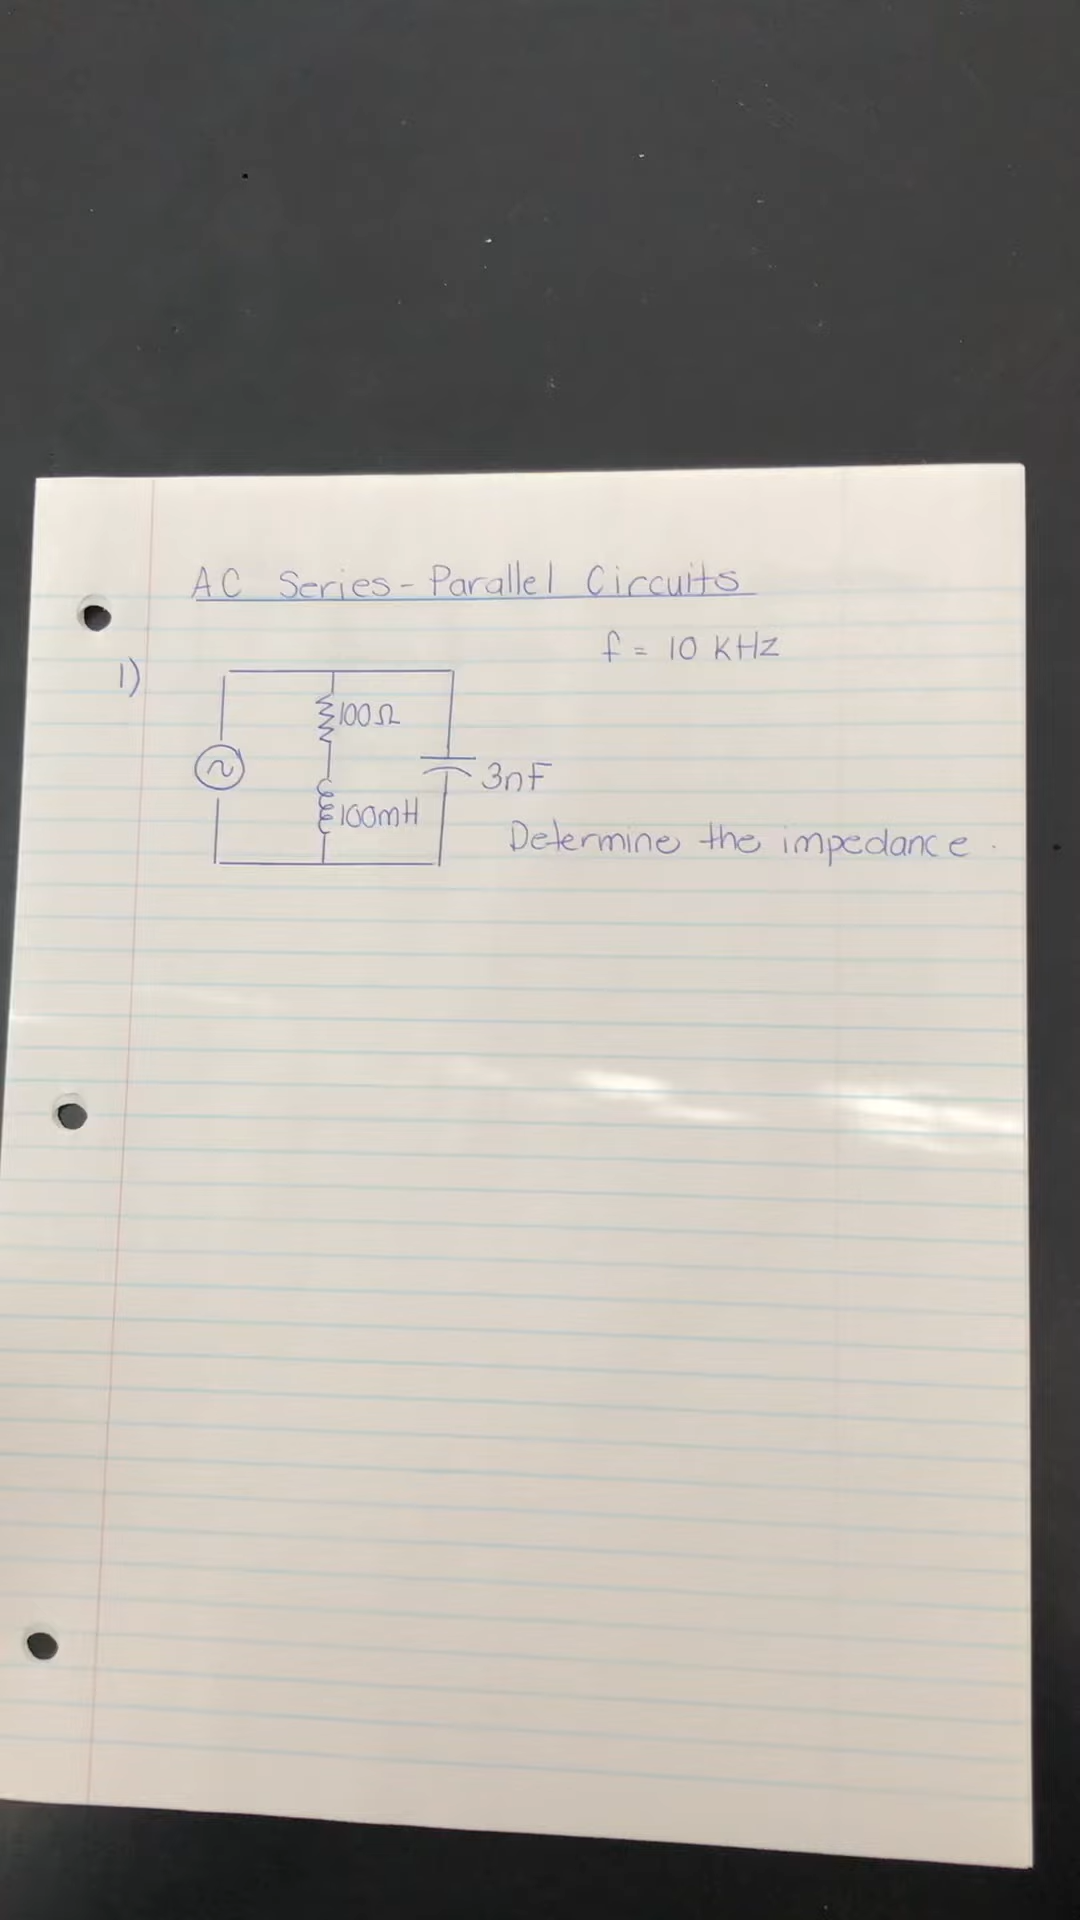 AC Series-Parallel Circuits
f = 10 KHz
1)
100Ω
3nF
100mH
Determine the impedance.